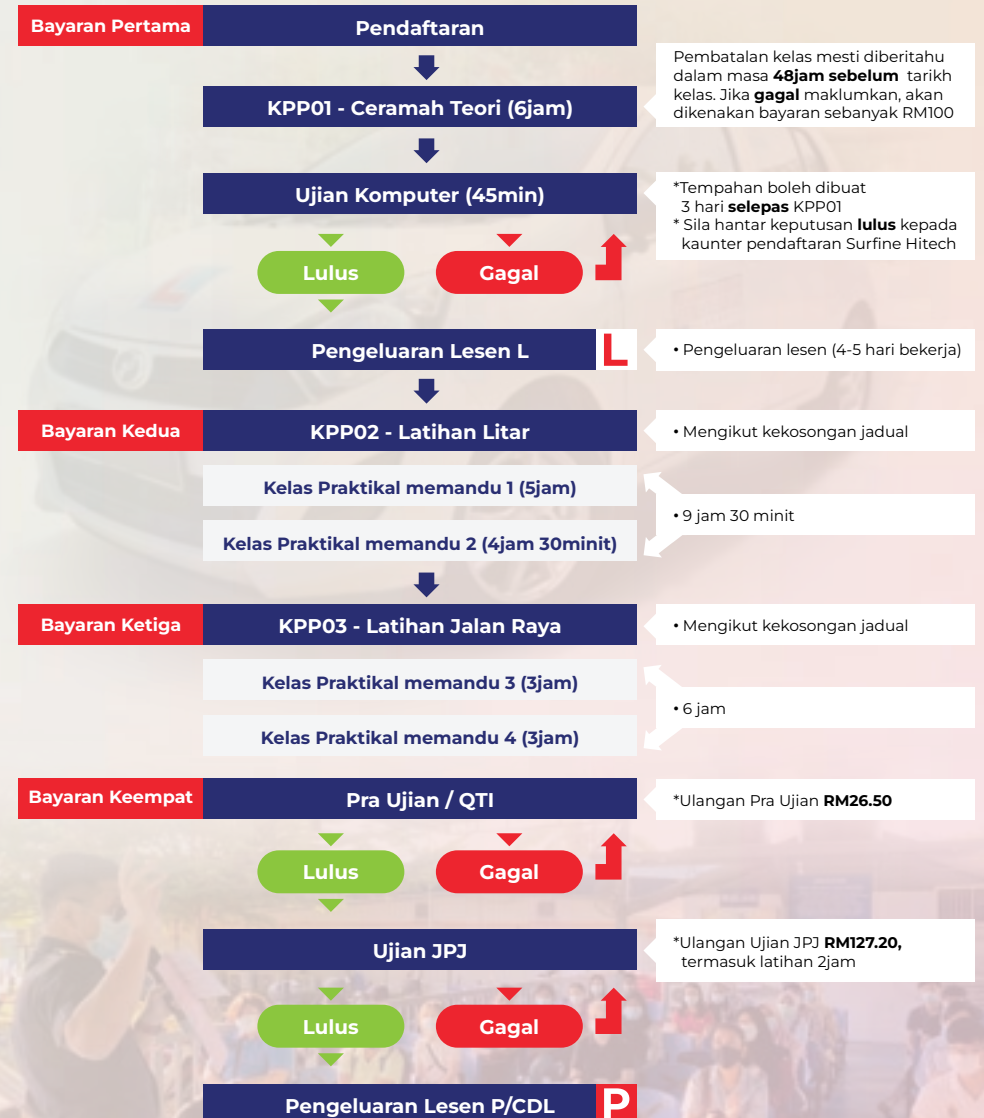 Bayaran Pertama
Pendaftaran
Pembatalan kelas mesti diberitahu
dalam masa 48jam sebelum tarikh
kelas. Jika gagal maklumkan, akan
dikenakan bayaran sebanyak RM100
KPP01 - Ceramah Teori (6jam)
Ujian Komputer (45min)
*Tempahan boleh dibuat
3 hari selepas KPP01
* Sila hantar keputusan lulus kepada
kaunter pendaftaran Surfine Hitech
Lulus
Gagal
Pengeluaran Lesen L
L
• Pengeluaran lesen (4-5 hari bekerja)
Bayaran Kedua
KPP02 - Latihan Litar
• Mengikut kekosongan jadual
Kelas Praktikal memandu 1 (5jam)
Kelas Praktikal memandu 2 (4jam 30minit)
• 9 jam 30 minit
Bayaran Ketiga
KPP03 - Latihan Jalan Raya
• Mengikut kekosongan jadual
Kelas Praktikal memandu 3 (3jam)
Kelas Praktikal memandu 4 (3jam)
• 6 jam
Bayaran Keempat
Pra Ujian / QTI
*Ulangan Pra Ujian RM26.50
Lulus
Gagal
Ujian JPJ
*Ulangan Ujian JPJ RM127.20,
termasuk latihan 2jam
Lulus
Gagal
Pengeluaran Lesen P/CDL
P